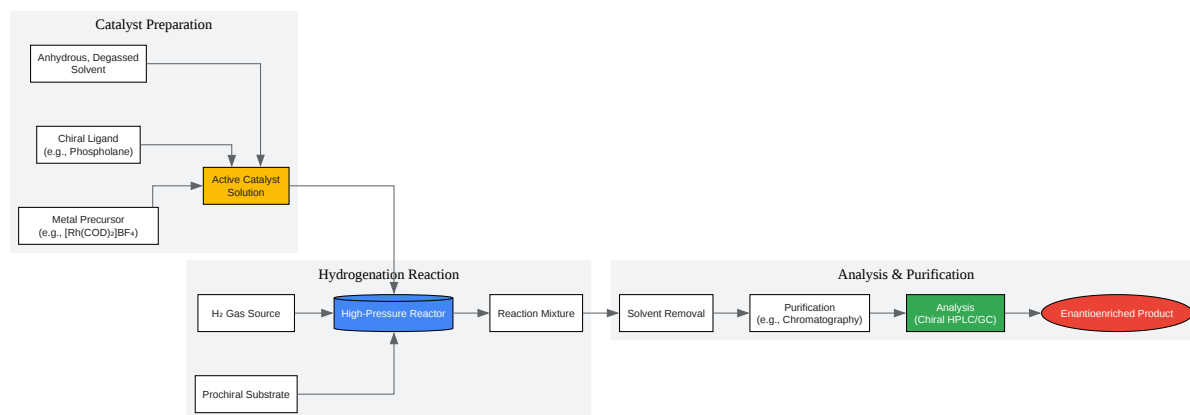 Catalyst Preparation
Anhydrous, Degassed
Solvent
Chiral Ligand
(e.g., Phospholane)
Active Catalyst
Solution
Metal Precursor
(e.g., [Rh(COD)₂]BF₄)
Hydrogenation Reaction
H₂ Gas Source
High-Pressure Reactor
Reaction Mixture
Prochiral Substrate
Analysis & Purification
Solvent Removal
Purification
(e.g., Chromatography)
Analysis
(Chiral HPLC/GC)
Enantioenriched Product